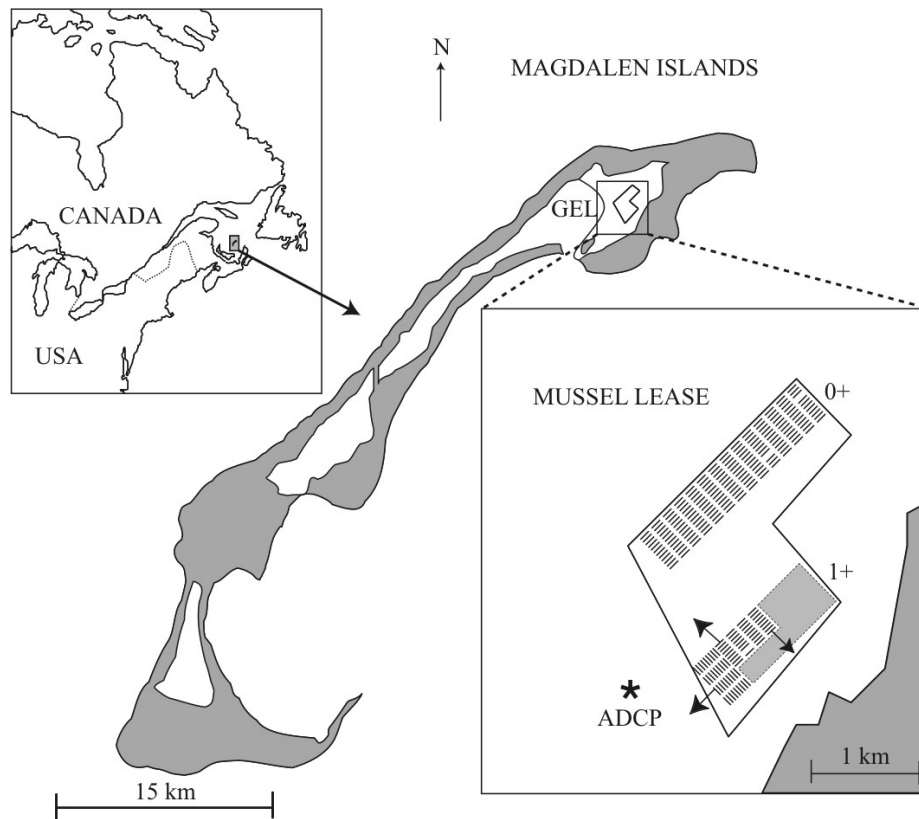 N
MAGDALEN ISLANDS
CANADA
USA
GEL
MUSSEL LEASE
0+
1+
*
ADCP
1 km
15 km